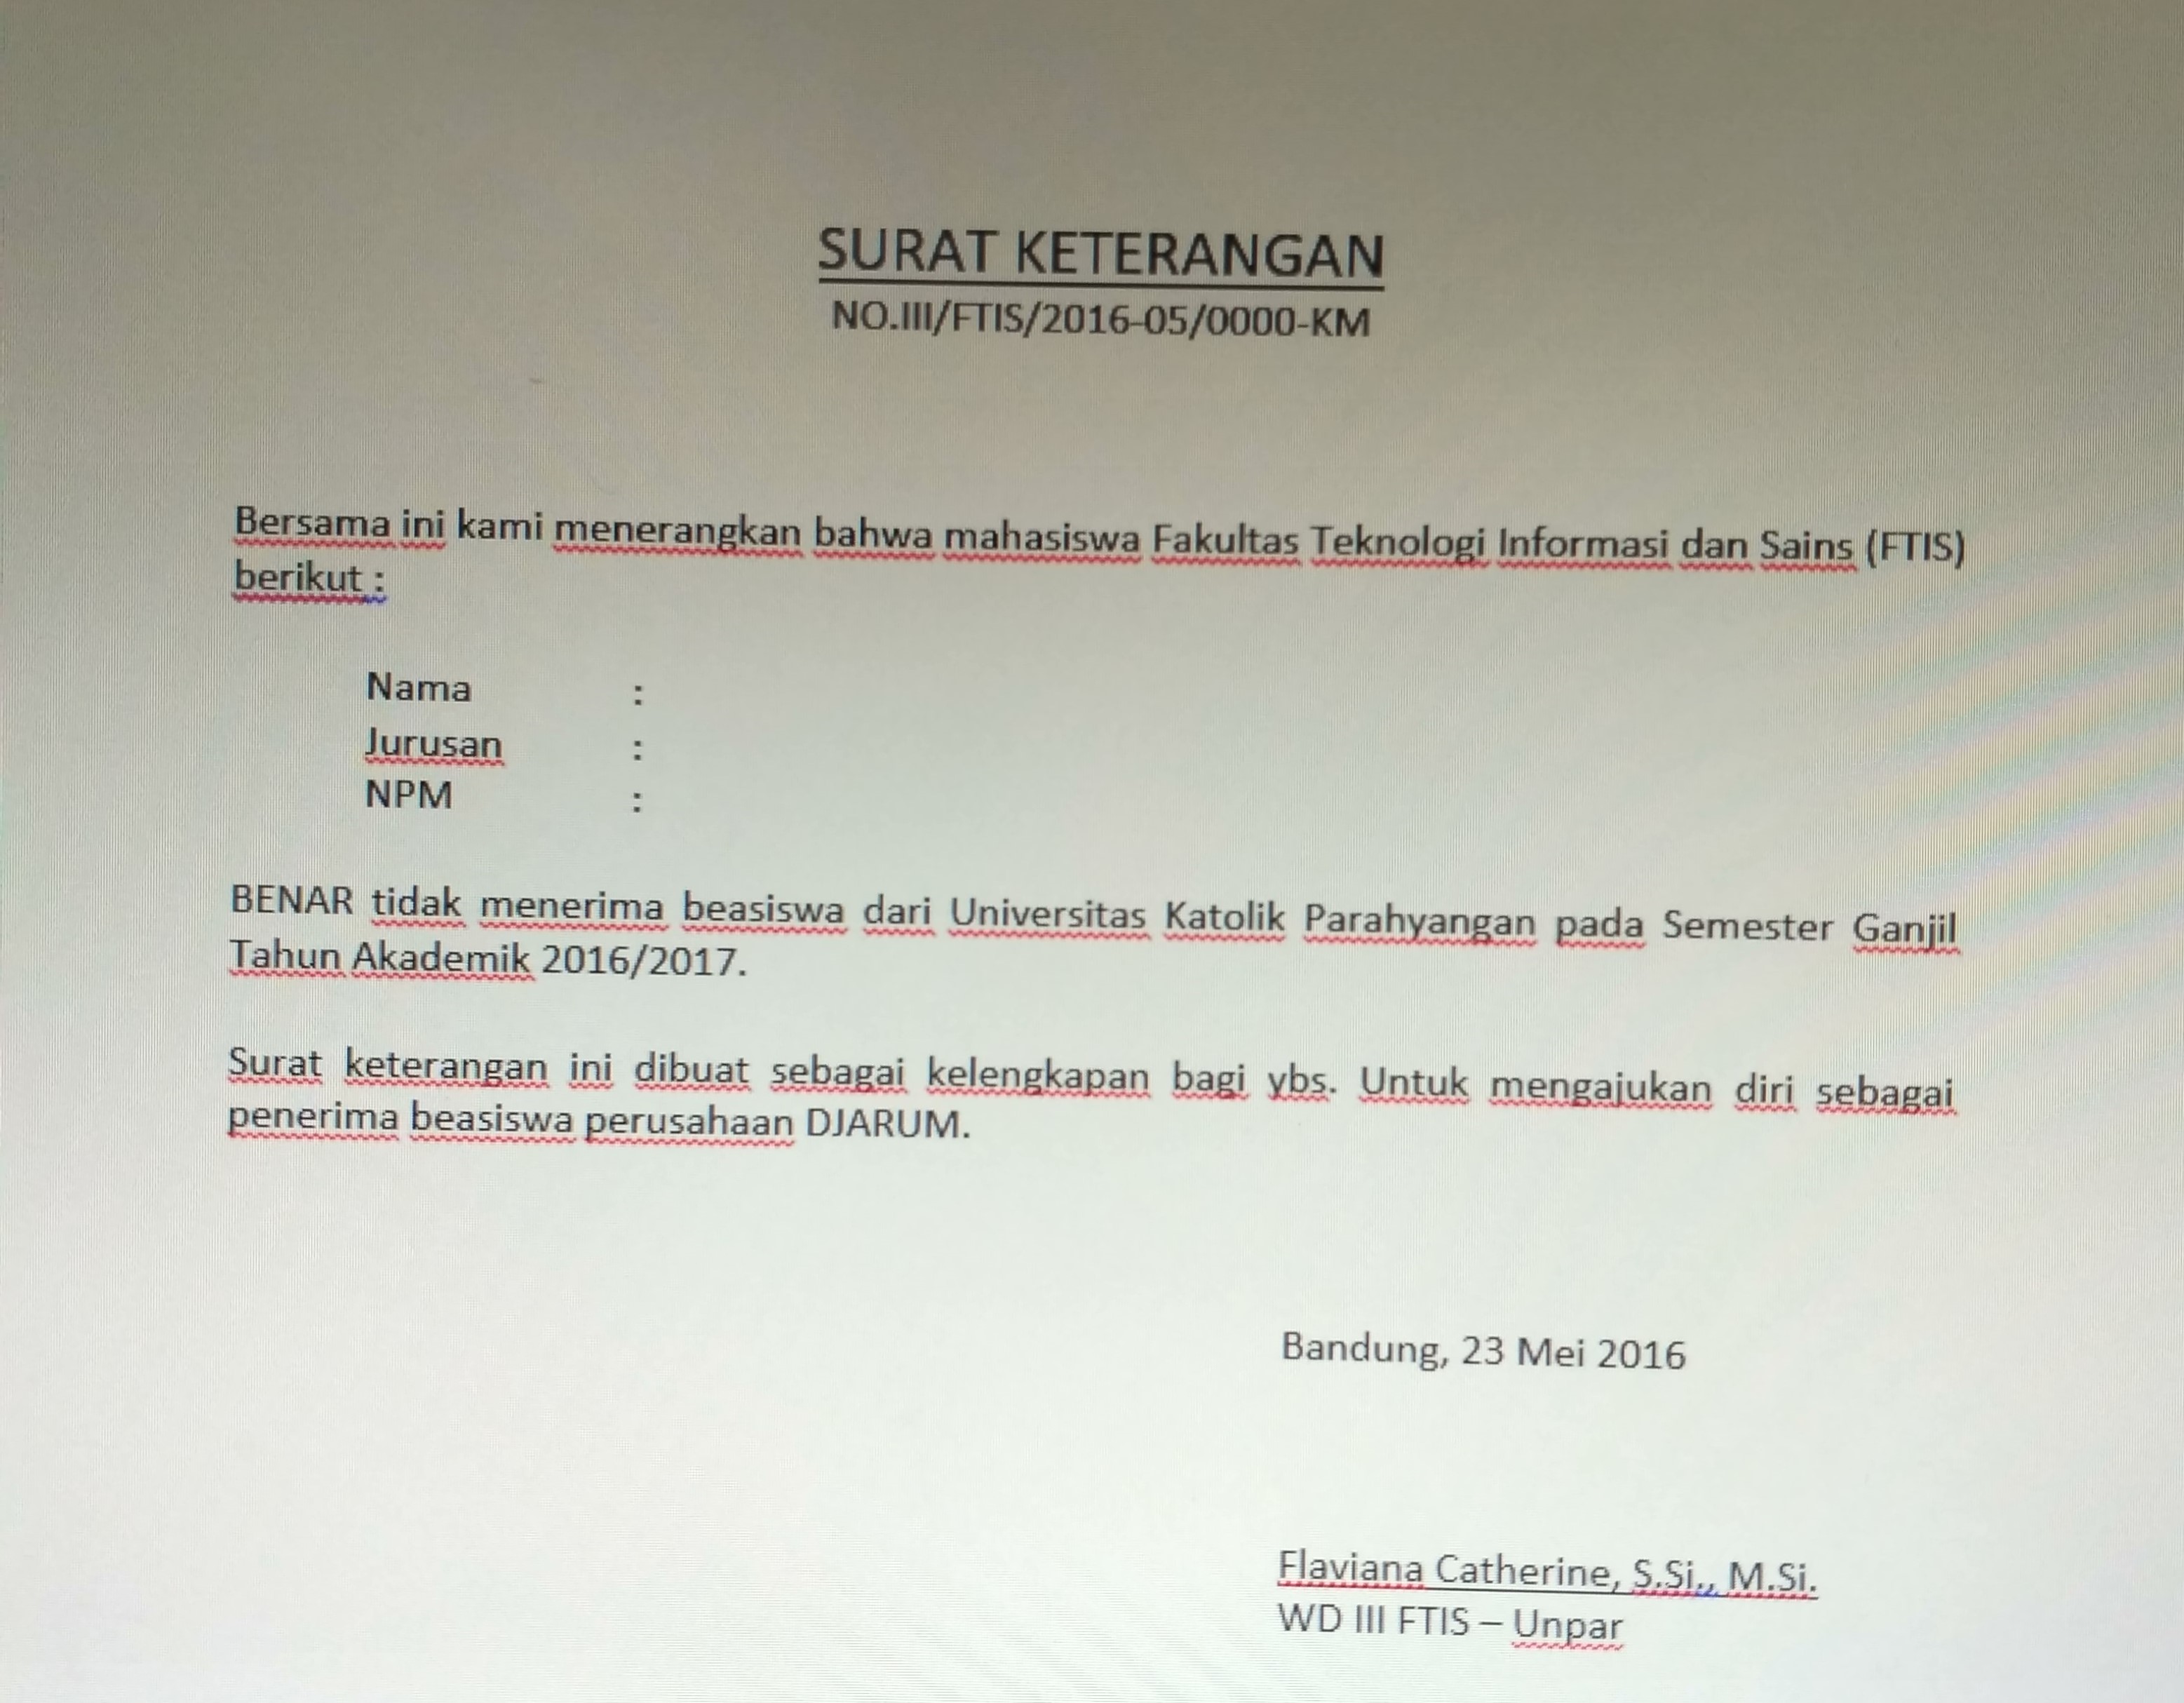 SURAT KETERANGAN
NO.III/FTIS/2016-05/0000-KM
Bersama ini kami menerangkan bahwa mahasiswa Fakultas Teknologi Informasi dan Sains (FTIS)
berikut :
Nama :
Jurusan :
NPM :
BENAR tidak menerima beasiswa dari Universitas Katolik Parahyangan pada Semester Ganjil
Tahun Akademik 2016/2017.
Surat keterangan ini dibuat sebagai kelengkapan bagi ybs. Untuk mengajukan diri sebagai
penerima beasiswa perusahaan DJARUM.
Bandung, 23 Mei 2016
Flaviana Catherine, S.Si., M.Si.
WD III FTIS – Unpar